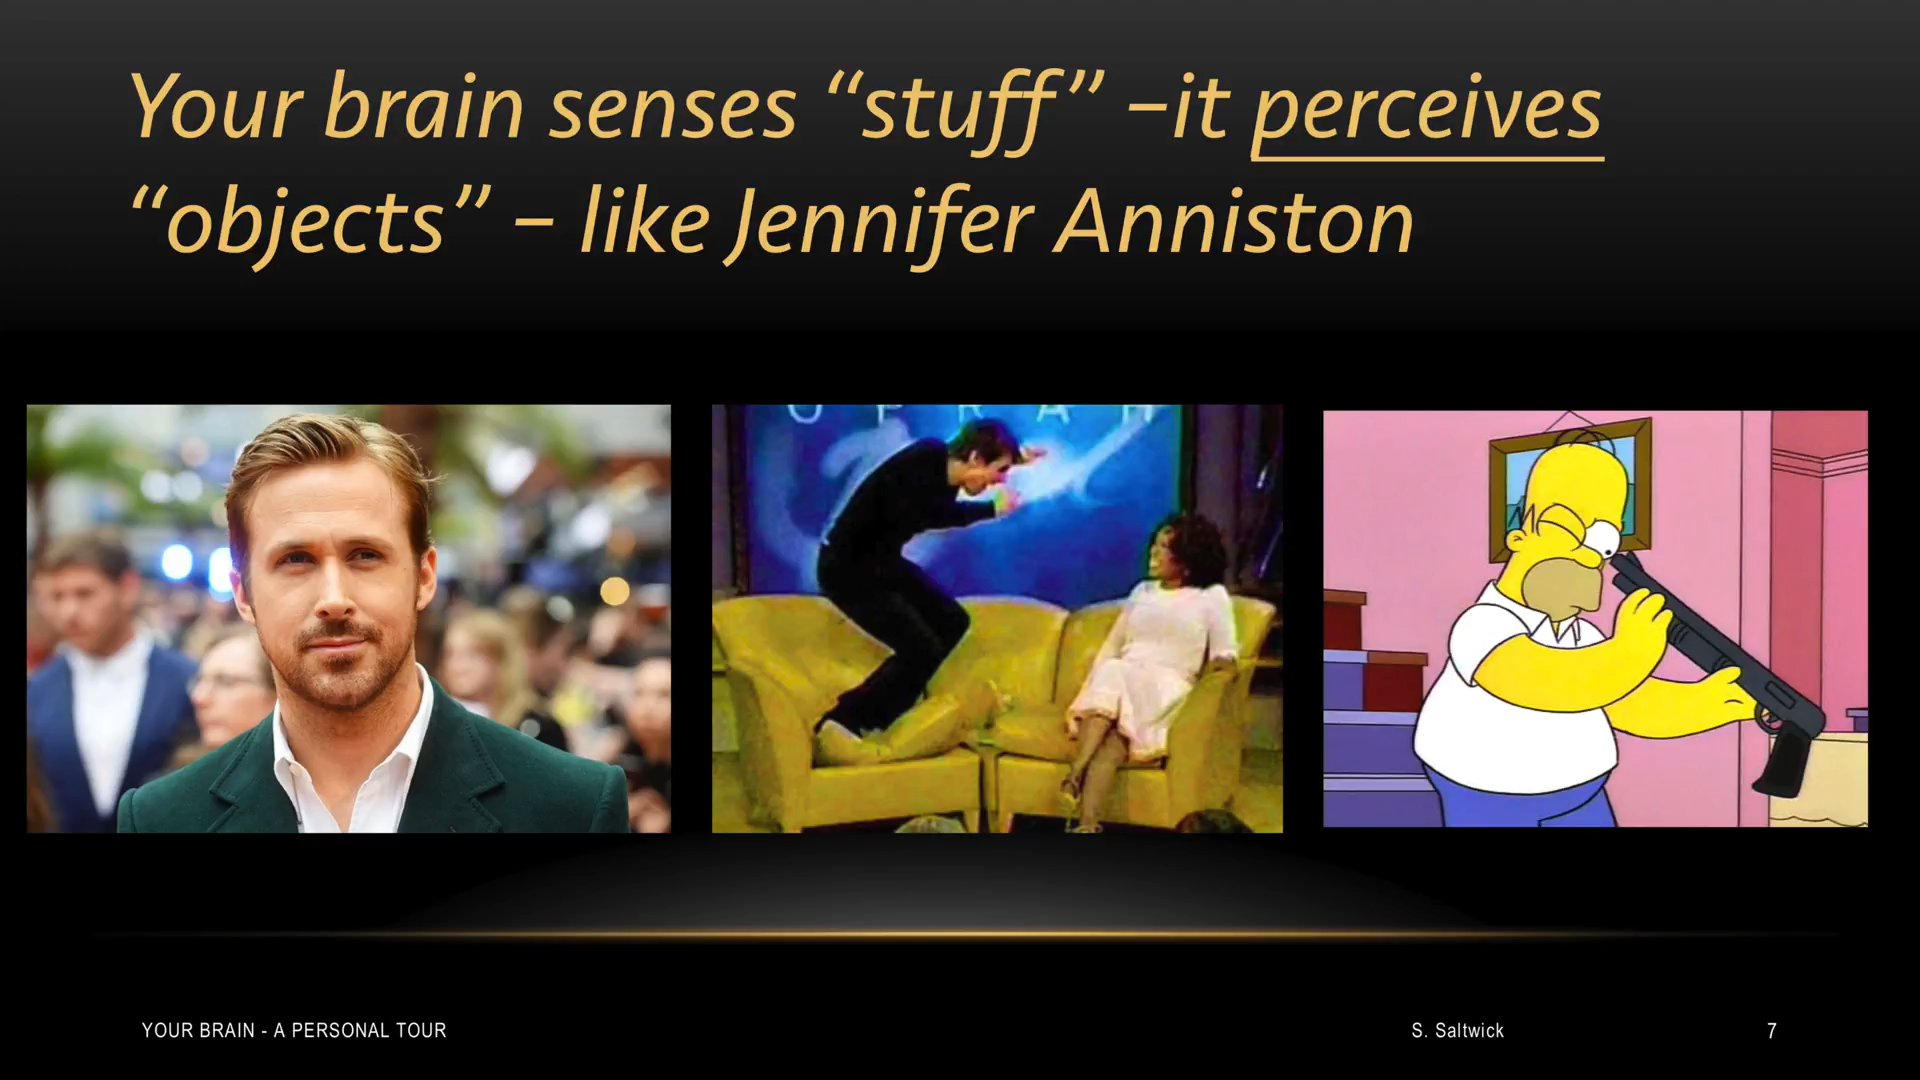 Your brain senses “stuff” –it perceives
“objects” – like Jennifer Anniston
O P R A H
YOUR BRAIN - A PERSONAL TOUR
S. Saltwick
7